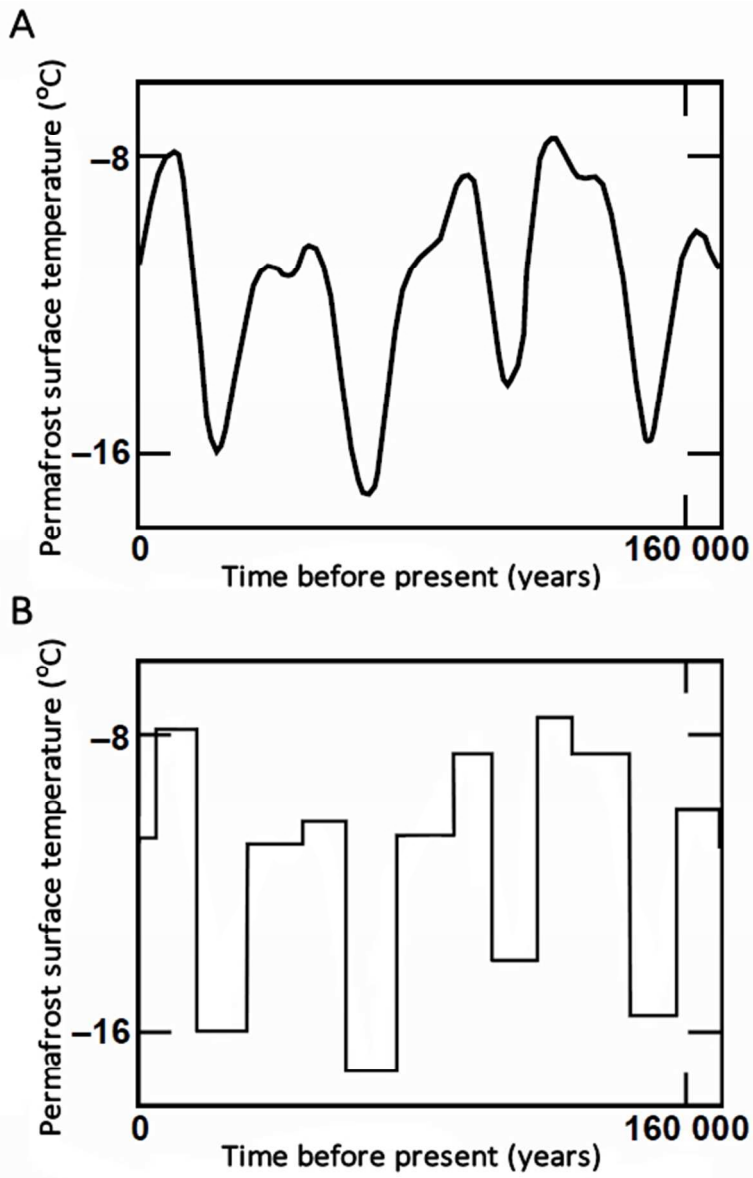 A
Permafrost surface temperature (°C)
–8
–16
0
160 000
Time before present (years)
B
Permafrost surface temperature (°C)
–8
–16
0
160 000
Time before present (years)